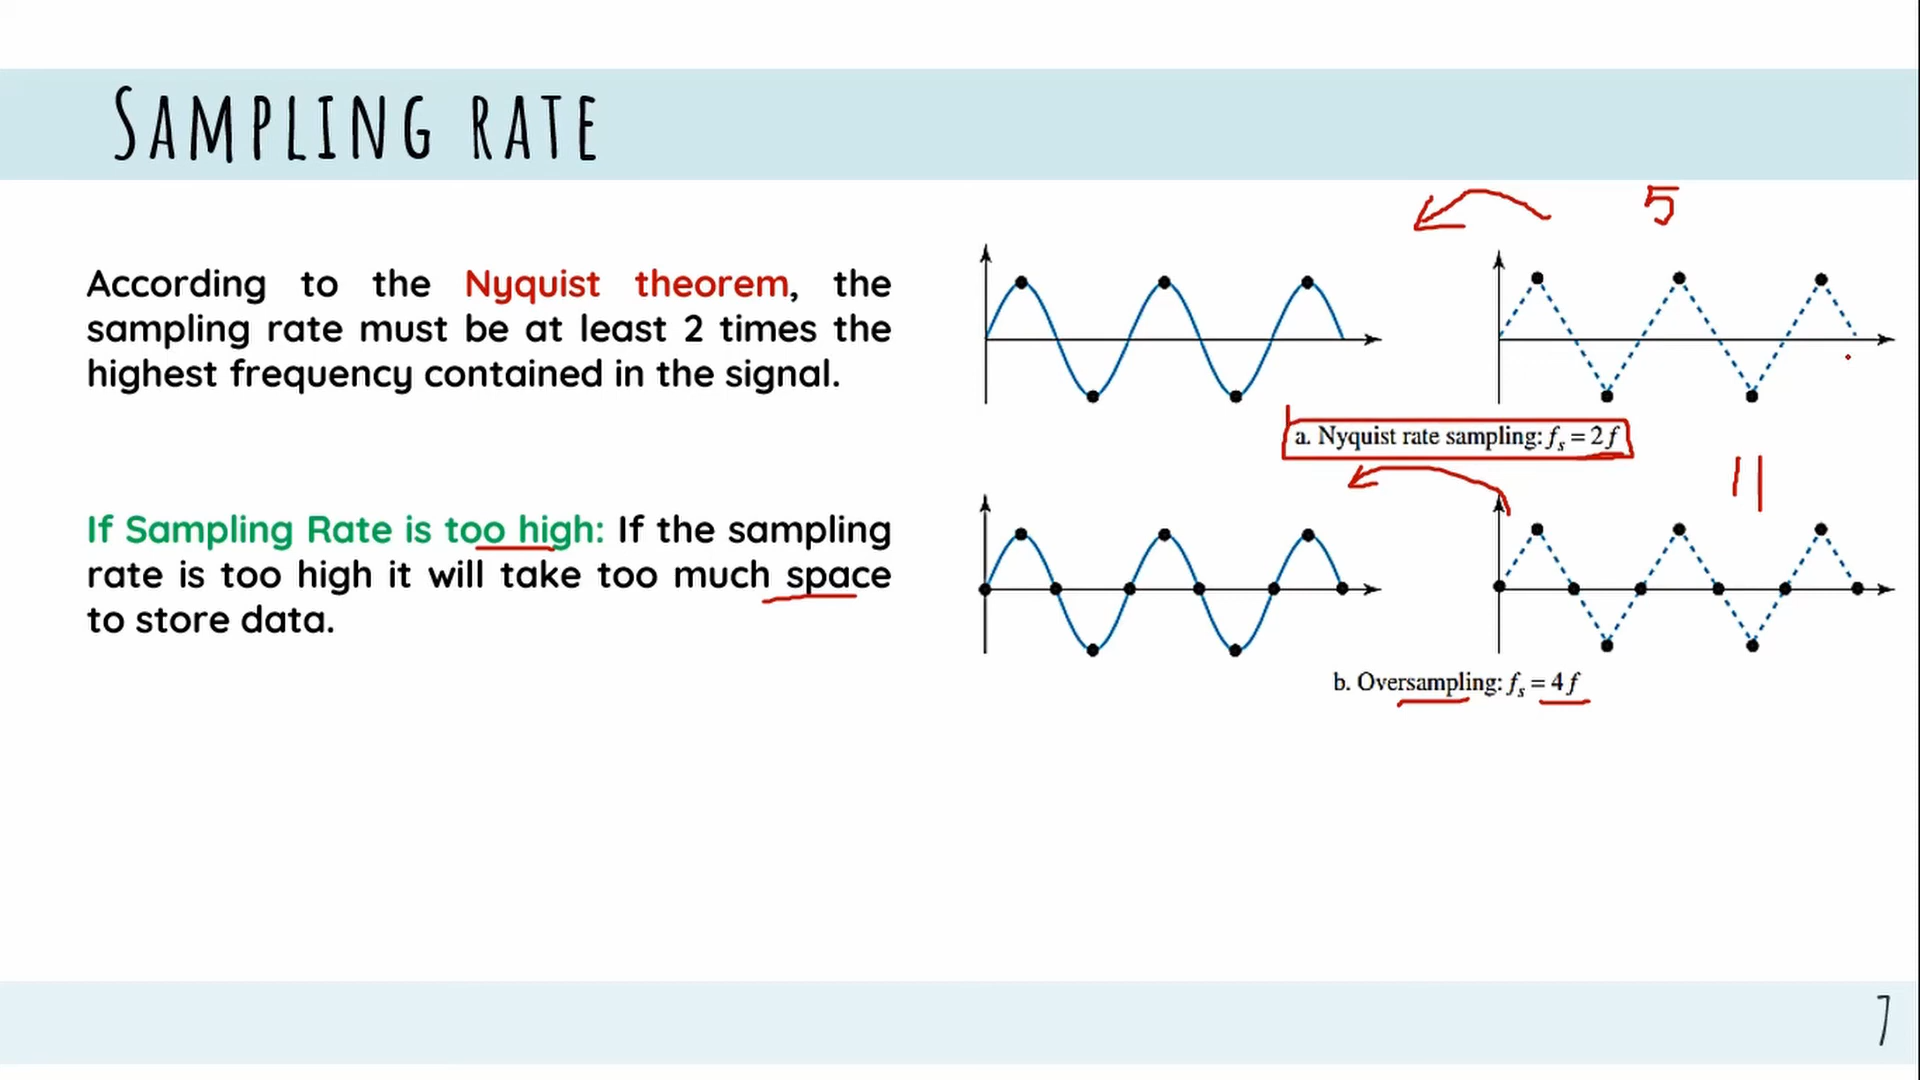 SAMPLING RATE
According to the Nyquist theorem, the
sampling rate must be at least 2 times the
highest frequency contained in the signal.
If Sampling Rate is too high: If the sampling
rate is too high it will take too much space
to store data.
5
a. Nyquist rate sampling: fₛ = 2 f
11
b. Oversampling: fₛ = 4 f
7